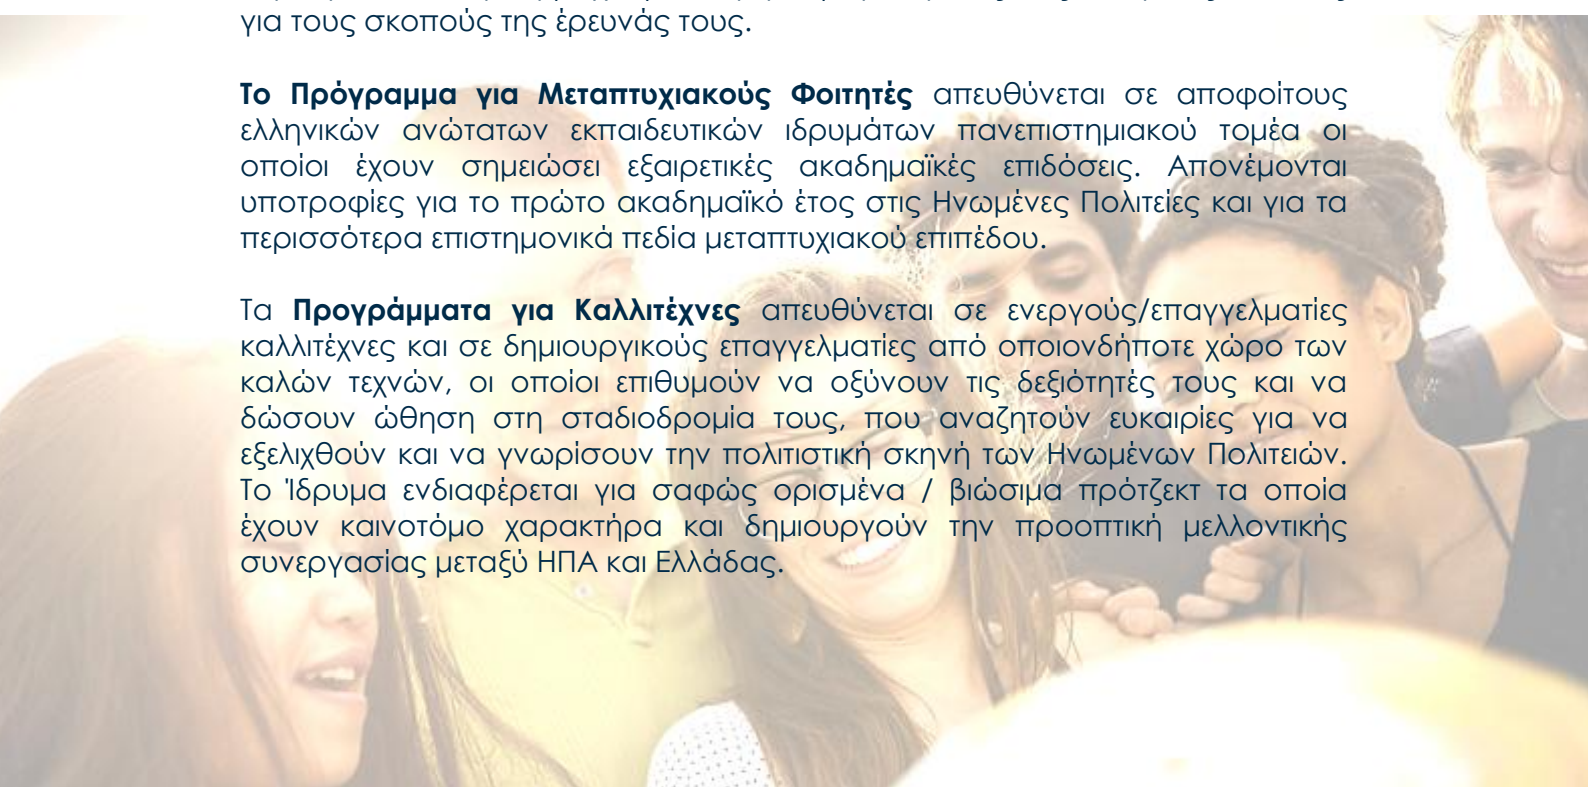 για τους σκοπούς της έρευνάς τους.
Το Πρόγραμμα για Μεταπτυχιακούς Φοιτητές απευθύνεται σε αποφοίτους
ελληνικών ανώτατων εκπαιδευτικών ιδρυμάτων πανεπιστημιακού τομέα οι
οποίοι έχουν σημειώσει εξαιρετικές ακαδημαϊκές επιδόσεις. Απονέμονται
υποτροφίες για το πρώτο ακαδημαϊκό έτος στις Ηνωμένες Πολιτείες και για τα
περισσότερα επιστημονικά πεδία μεταπτυχιακού επιπέδου.
Τα Προγράμματα για Καλλιτέχνες απευθύνεται σε ενεργούς/επαγγελματίες
καλλιτέχνες και σε δημιουργικούς επαγγελματίες από οποιονδήποτε χώρο των
καλών τεχνών, οι οποίοι επιθυμούν να οξύνουν τις δεξιότητές τους και να
δώσουν ώθηση στη σταδιοδρομία τους, που αναζητούν ευκαιρίες για να
εξελιχθούν και να γνωρίσουν την πολιτιστική σκηνή των Ηνωμένων Πολιτειών.
Το Ίδρυμα ενδιαφέρεται για σαφώς ορισμένα / βιώσιμα πρότζεκτ τα οποία
έχουν καινοτόμο χαρακτήρα και δημιουργούν την προοπτική μελλοντικής
συνεργασίας μεταξύ ΗΠΑ και Ελλάδας.